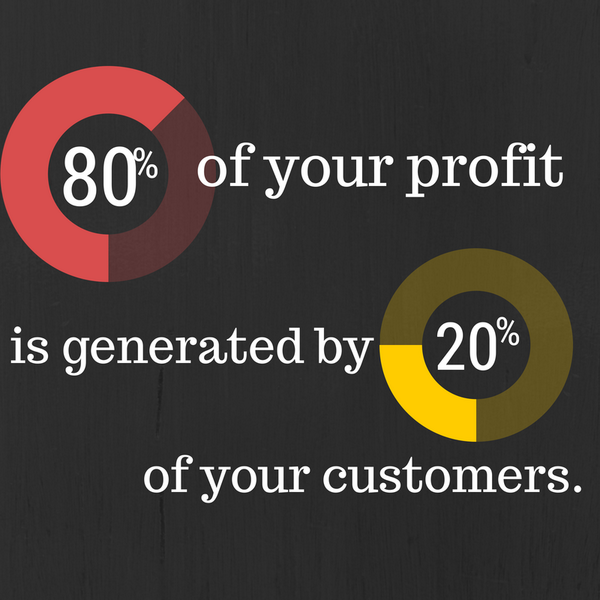 80% of your profit
is generated by 20%
of your customers.